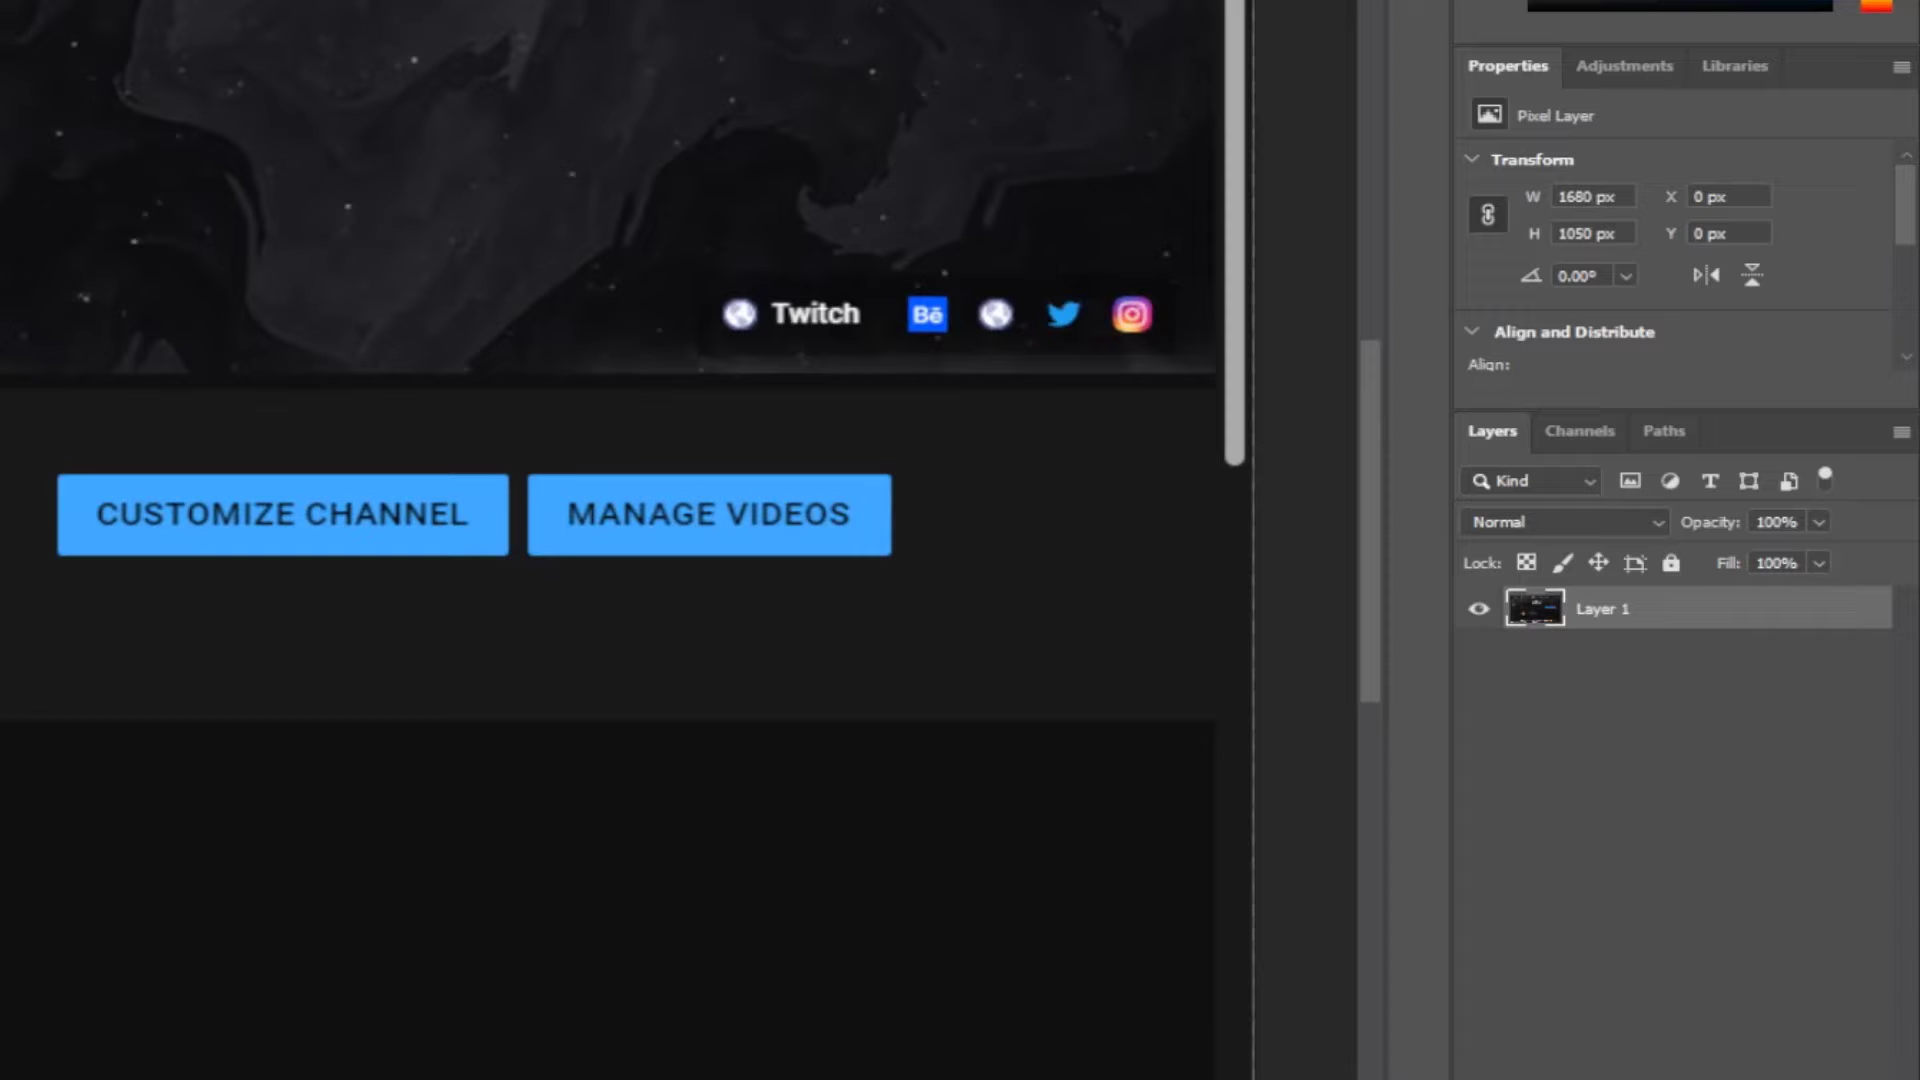 Properties Adjustments Libraries
Pixel Layer
Transform
W 1680 px X 0 px
H 1050 px Y 0 px
0.00°
Twitch Bē
Align and Distribute
Align:
Layers Channels Paths
Kind
CUSTOMIZE CHANNEL MANAGE VIDEOS
Normal Opacity: 100%
Lock: Fill: 100%
Layer 1